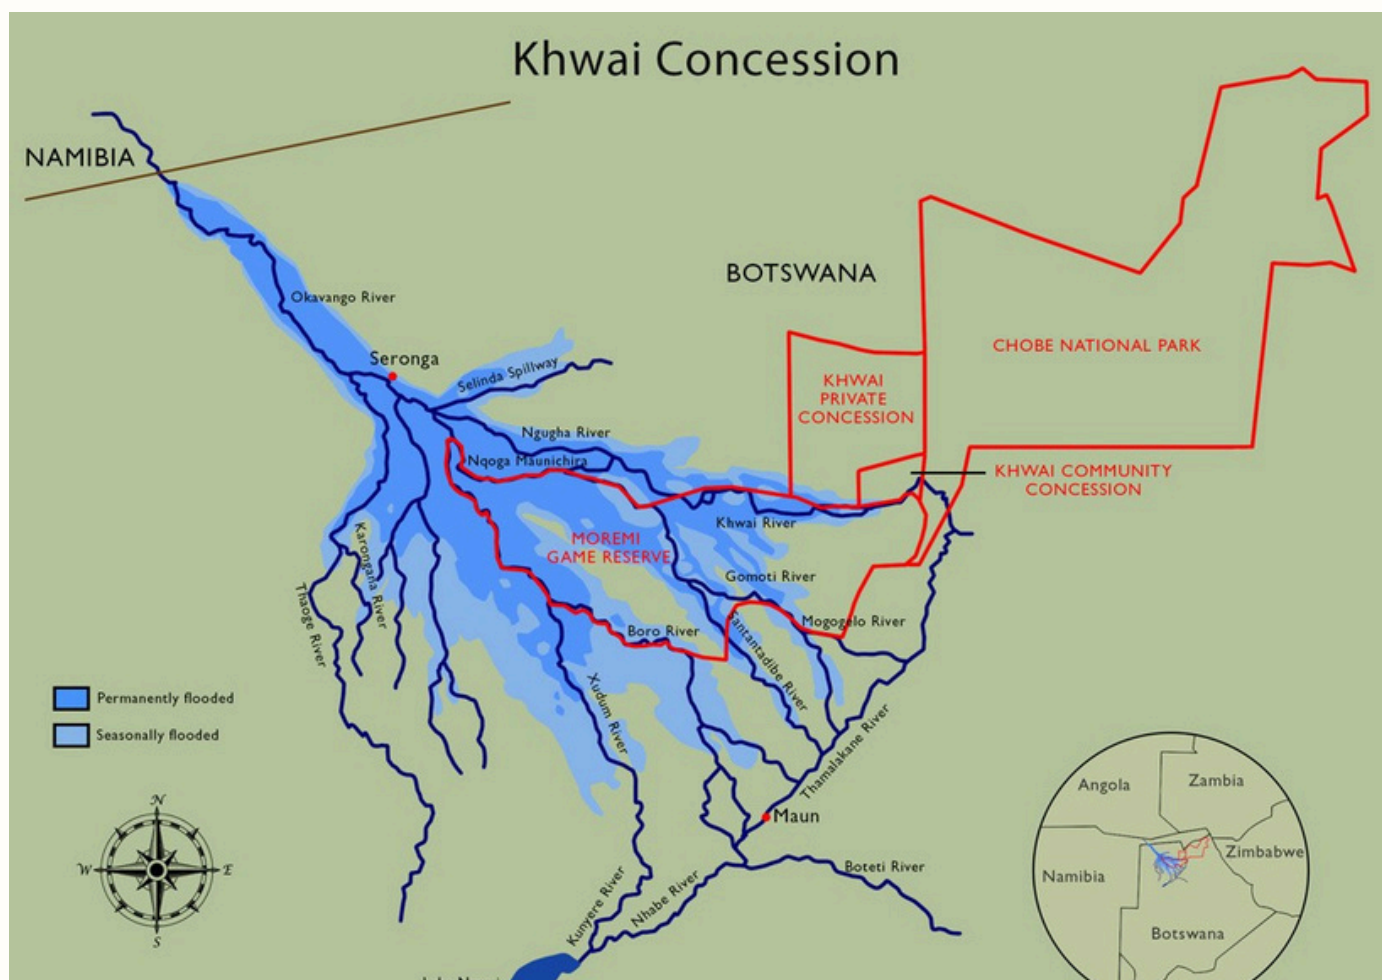 Khwai Concession
NAMIBIA
BOTSWANA
Okavango River
CHOBE NATIONAL PARK
Seronga
Selinda Spillway
KHWAI
PRIVATE
CONCESSION
Ngugha River
Nqoga Maunichira
KHWAI COMMUNITY
CONCESSION
Khwai River
MOREMI
GAME RESERVE
Karongana River
Thaoge River
Gomoti River
Boro River
Santantadibe River
Mogogelo River
Xudum River
Permanently flooded
Seasonally flooded
Thamalakane River
Maun
Angola
Zambia
Zimbabwe
Namibia
Botswana
N
W
E
S
Boteti River
Kunyere River
Nhabe River